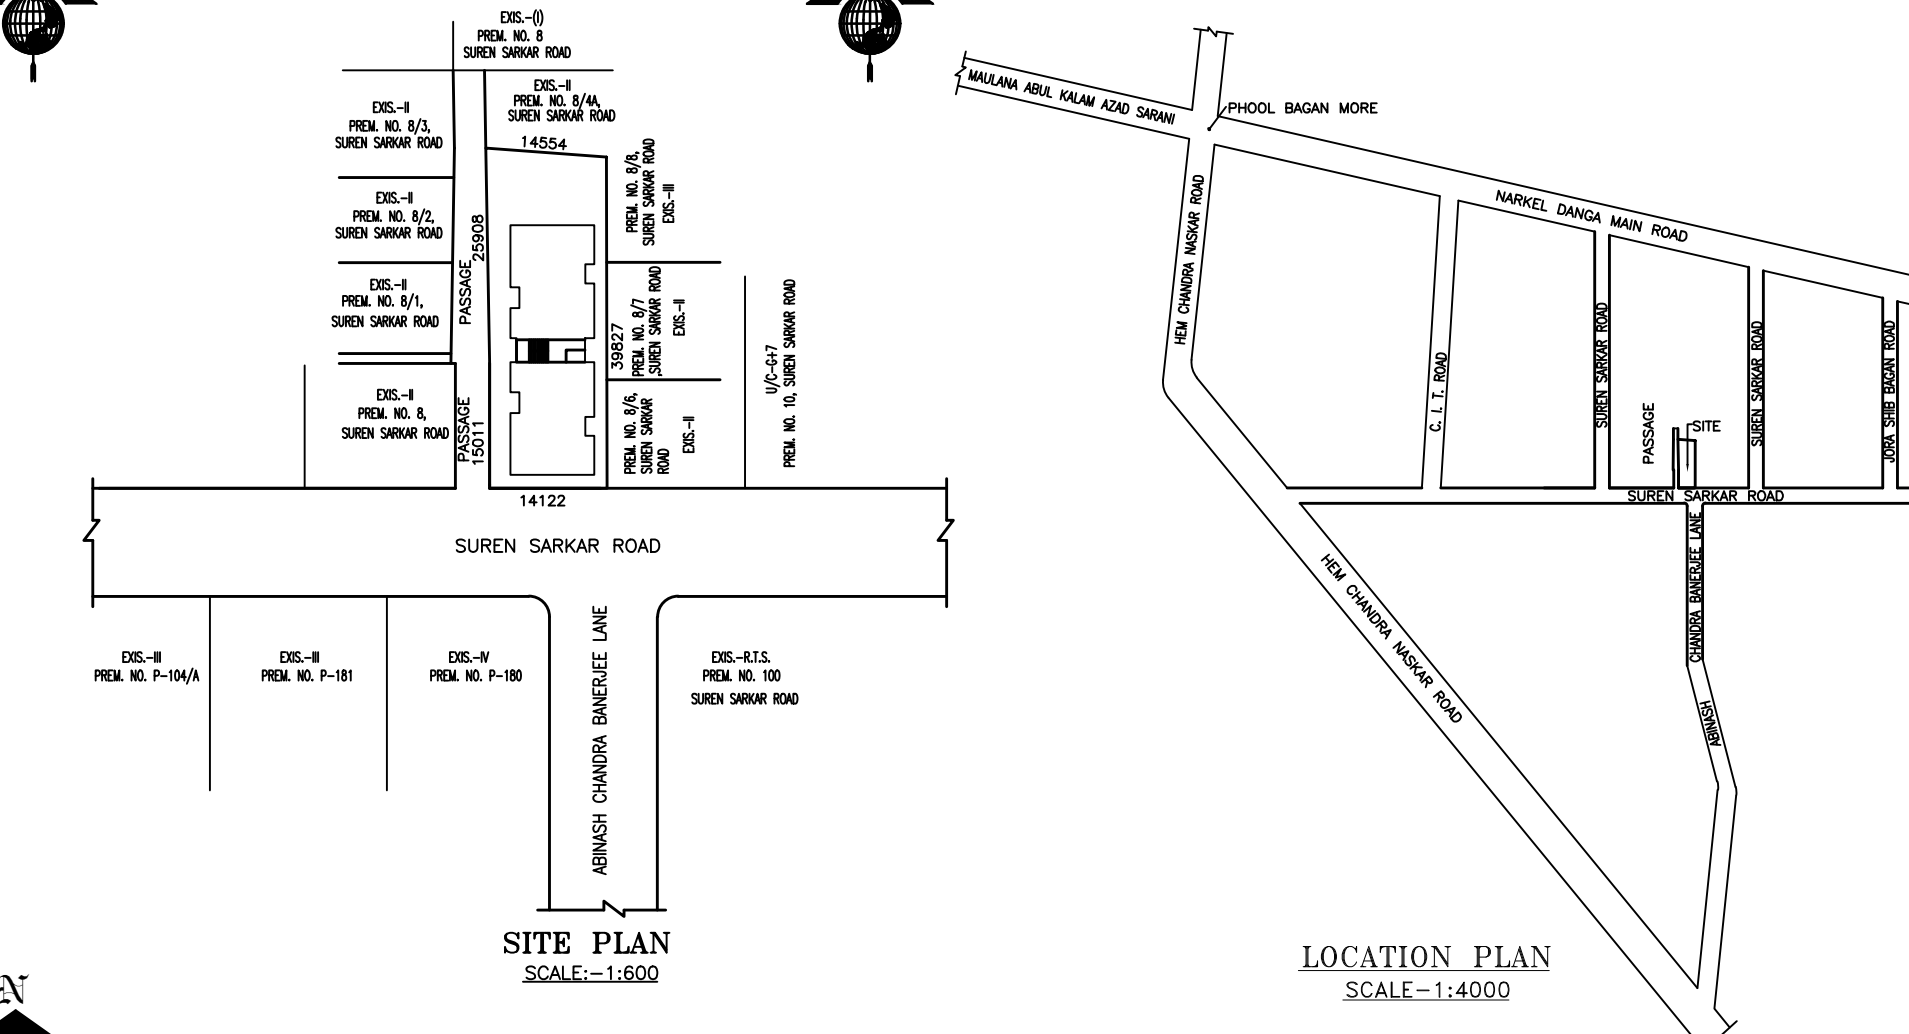 EXIS.-(I)
PREM. NO. 8
SUREN SARKAR ROAD
EXIS.-II
PREM. NO. 8/4A,
SUREN SARKAR ROAD
EXIS.-II
PREM. NO. 8/3,
SUREN SARKAR ROAD
14554
PREM. NO. 8/8,
SUREN SARKAR ROAD
EXIS.-III
EXIS.-II
PREM. NO. 8/2,
SUREN SARKAR ROAD
PASSAGE
25908
EXIS.-II
PREM. NO. 8/1,
SUREN SARKAR ROAD
39827
PREM. NO. 8/7
,SUREN SARKAR ROAD
EXIS.-II
U/C-G+7
PREM. NO. 10, SUREN SARKAR ROAD
EXIS.-II
PREM. NO. 8,
SUREN SARKAR ROAD
PASSAGE
15011
PREM. NO. 8/6,
SUREN SARKAR
ROAD
EXIS.-II
14122
SUREN SARKAR ROAD
EXIS.-III
PREM. NO. P-104/A
EXIS.-III
PREM. NO. P-181
EXIS.-IV
PREM. NO. P-180
ABINASH CHANDRA BANERJEE LANE
EXIS.-R.T.S.
PREM. NO. 100
SUREN SARKAR ROAD
SITE PLAN
SCALE:-1:600
N
MAULANA ABUL KALAM AZAD SARANI
PHOOL BAGAN MORE
NARKEL DANGA MAIN ROAD
HEM CHANDRA NASKAR ROAD
C. I. T. ROAD
SUREN SARKAR ROAD
PASSAGE
SITE
SUREN SARKAR ROAD
JORA SHIB BAGAN ROAD
SUREN SARKAR ROAD
CHANDRA BANERJEE LANE
ABINASH
HEM CHANDRA NASKAR ROAD
LOCATION PLAN
SCALE-1:4000